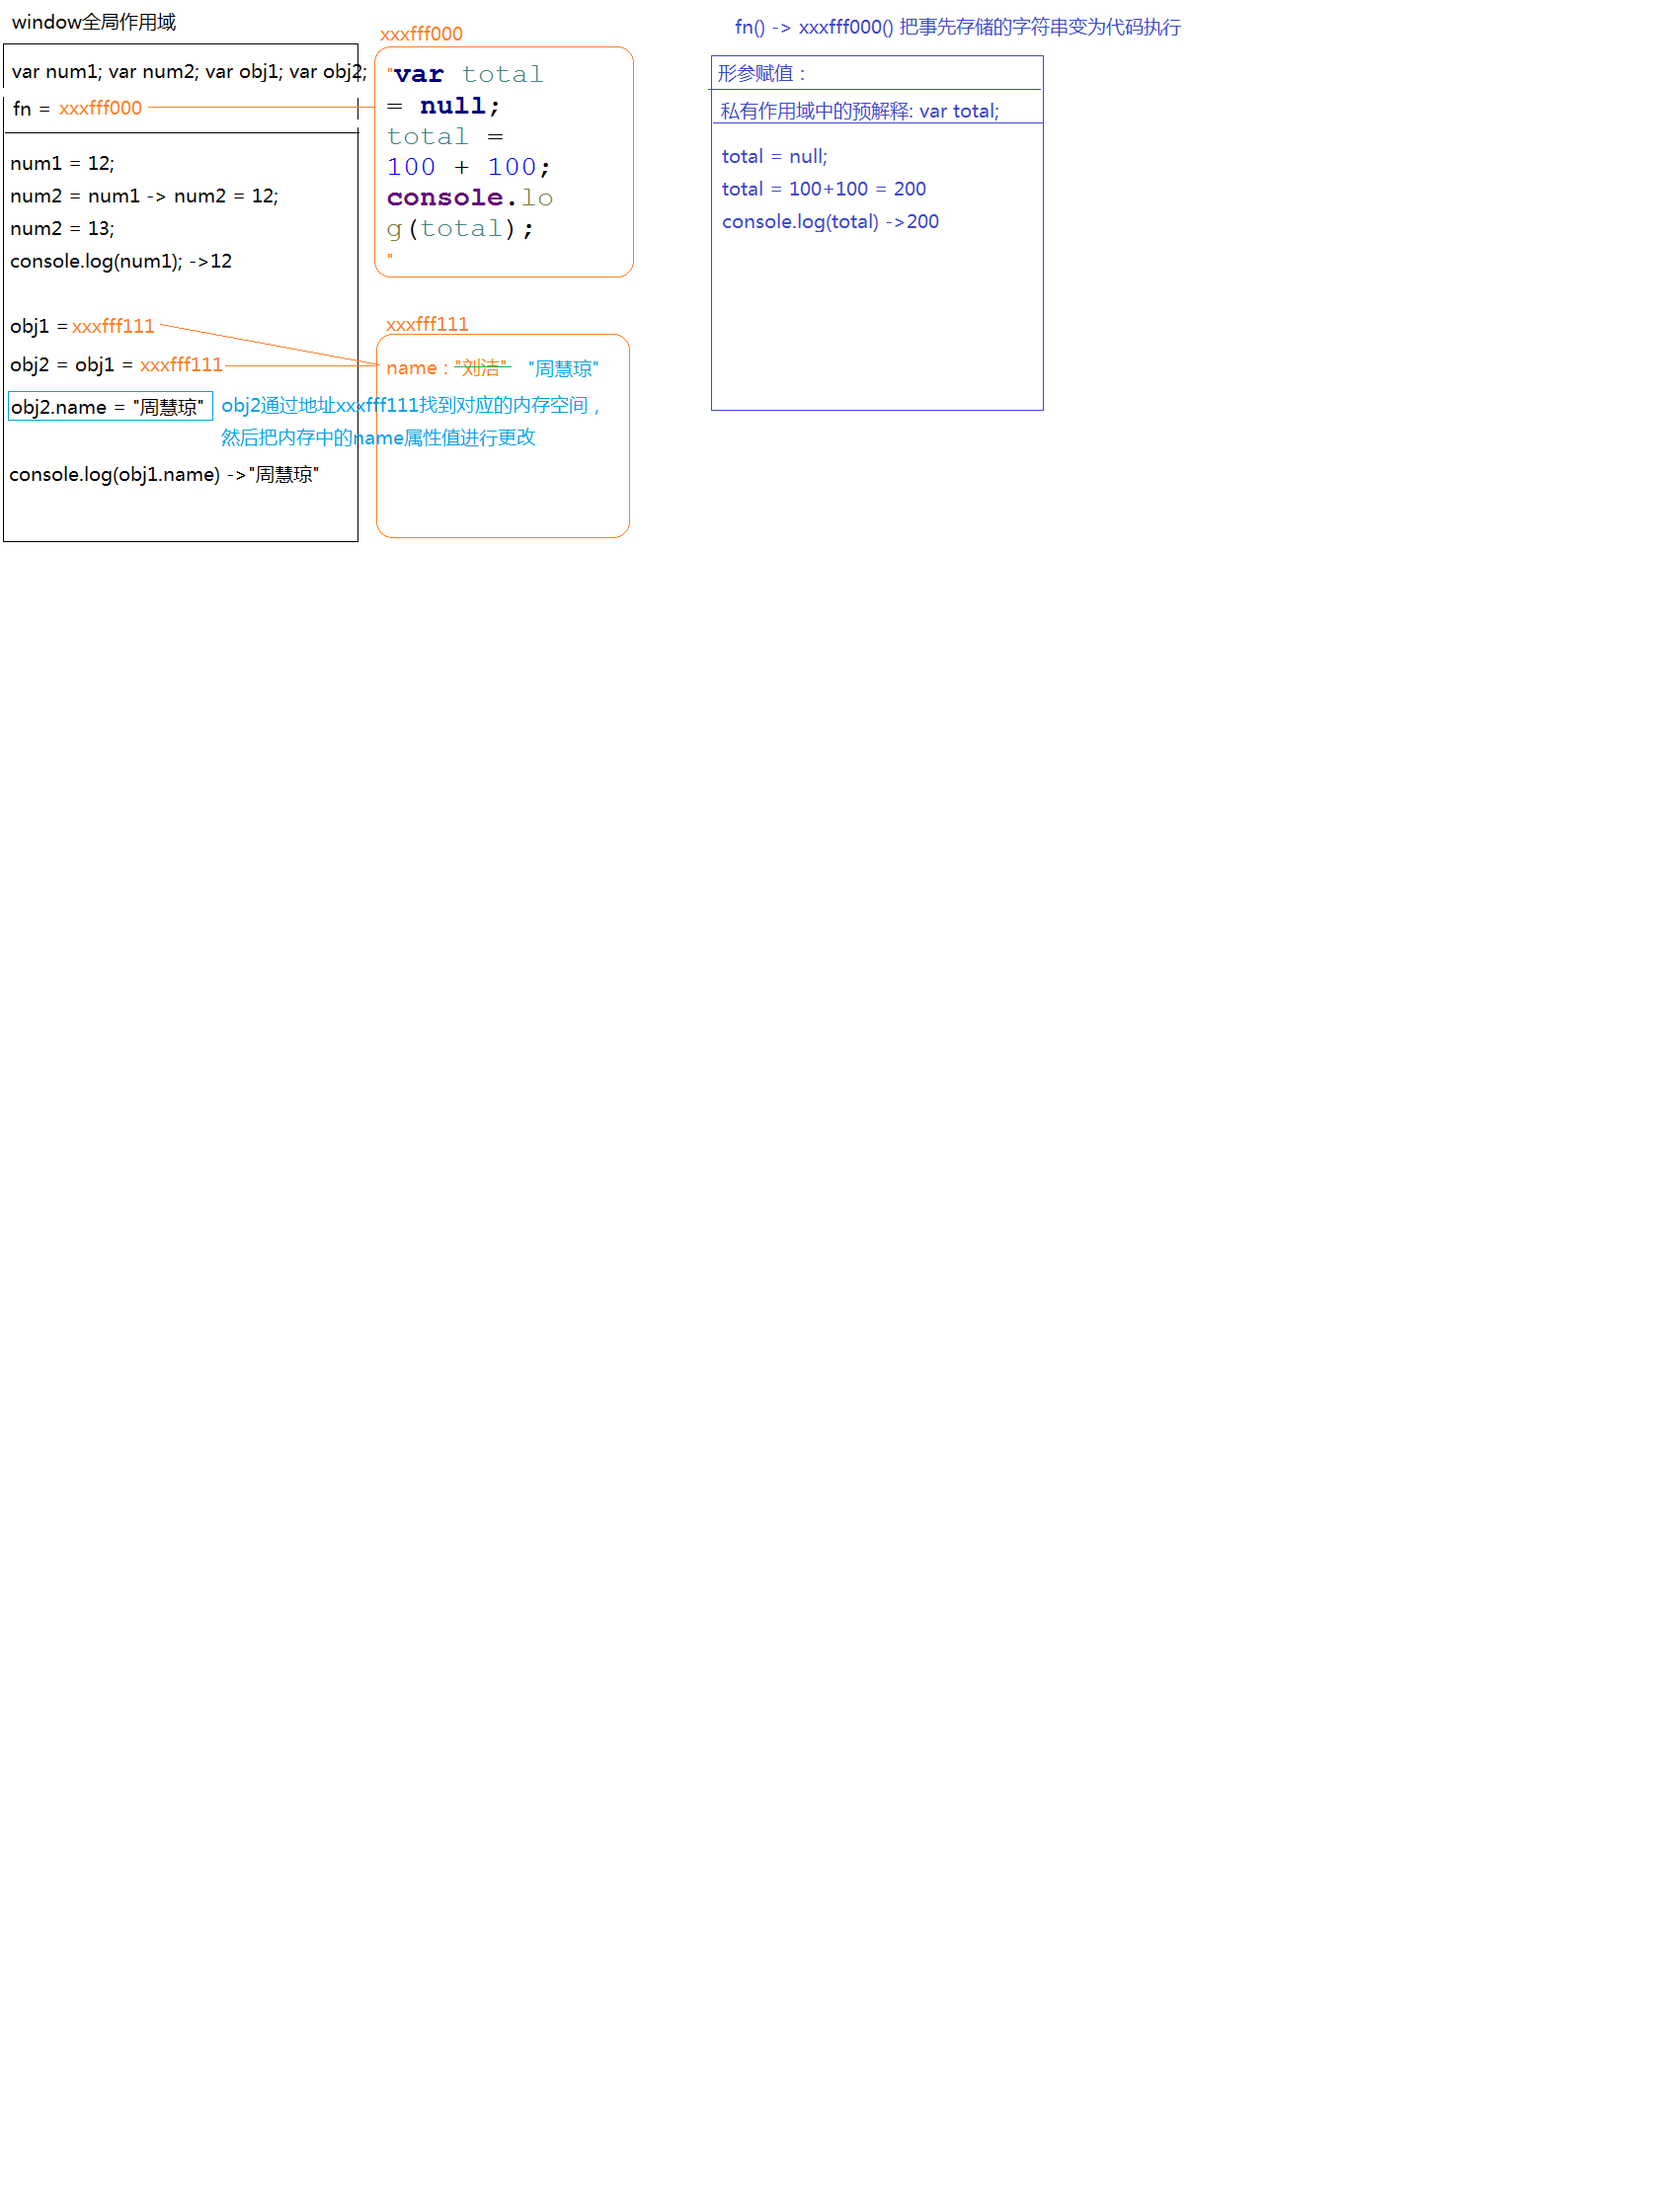 window全局作用域
var num1; var num2; var obj1; var obj2;
fn = xxxfff000
num1 = 12;
num2 = num1 -> num2 = 12;
num2 = 13;
console.log(num1); ->12
obj1 = xxxfff111
obj2 = obj1 = xxxfff111
obj2.name = "周慧琼"
obj2通过地址xxxfff111找到对应的内存空间，
然后把内存中的name属性值进行更改
console.log(obj1.name) ->"周慧琼"
xxxfff000
"var total
= null;
total =
100 + 100;
console.lo
g(total);
"
xxxfff111
name : "刘洁" "周慧琼"
fn() -> xxxfff000() 把事先存储的字符串变为代码执行
形参赋值：
私有作用域中的预解释: var total;
total = null;
total = 100+100 = 200
console.log(total) ->200